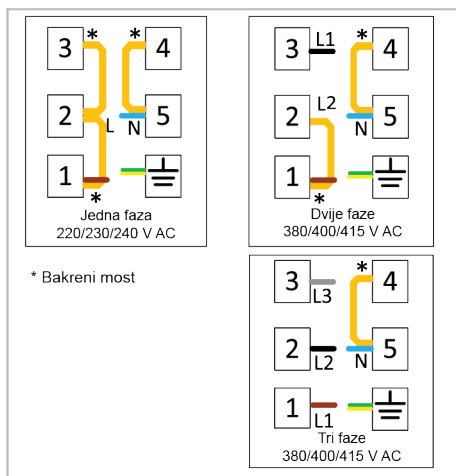 * *
3 4
2 L N 5
1
*
Jedna faza
220/230/240 V AC
L1 *
3 4
L2
2 N 5
1
*
Dvije faze
380/400/415 V AC
* Bakreni most
*
3 L3 4
2 L2 N 5
1 L1
Tri faze
380/400/415 V AC